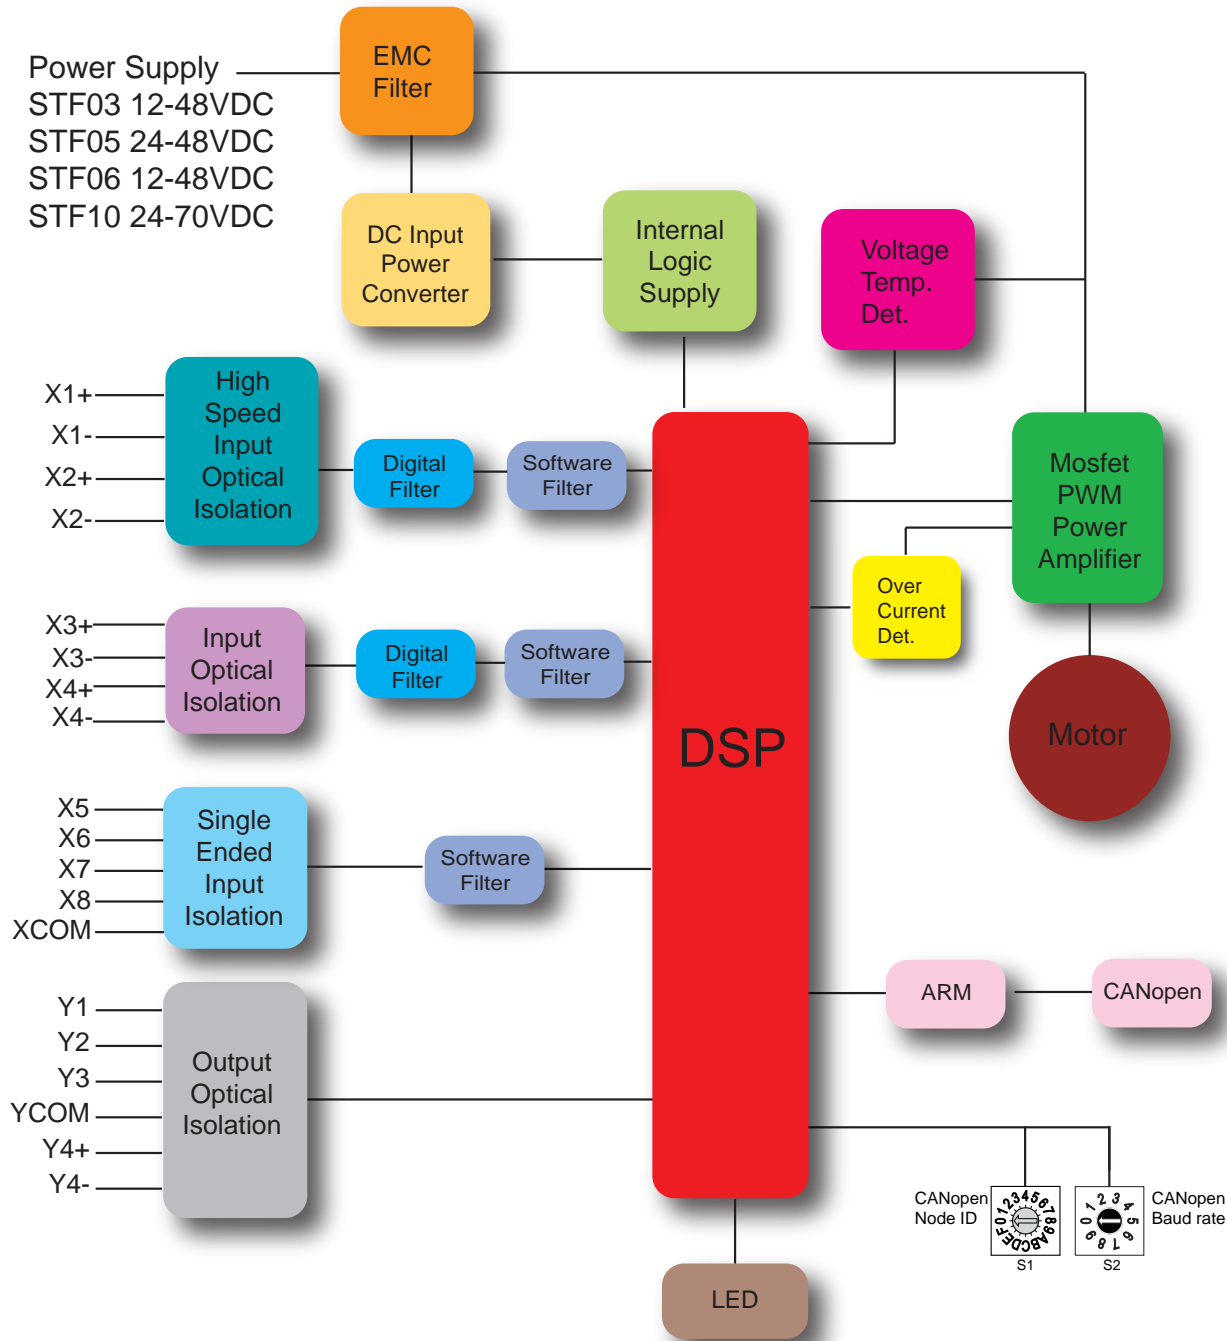 Power Supply
STF03 12-48VDC
STF05 24-48VDC
STF06 12-48VDC
STF10 24-70VDC
EMC
Filter
DC Input
Power
Converter
Internal
Logic
Supply
Voltage
Temp.
Det.
X1+
X1-
X2+
X2-
High
Speed
Input
Optical
Isolation
Digital
Filter
Software
Filter
Mosfet
PWM
Power
Amplifier
Over
Current
Det.
X3+
X3-
X4+
X4-
Input
Optical
Isolation
Digital
Filter
Software
Filter
DSP
Motor
X5
X6
X7
X8
XCOM
Single
Ended
Input
Isolation
Software
Filter
ARM
CANopen
Y1
Y2
Y3
YCOM
Y4+
Y4-
Output
Optical
Isolation
CANopen
Node ID
0123456789ABCDEF
S1
0123456789
S2
CANopen
Baud rate
LED